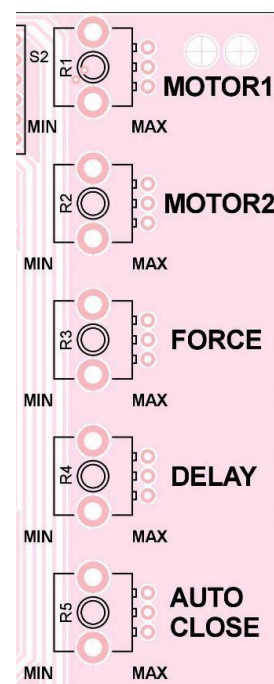 S2
R1
MOTOR1
MIN MAX
R2
MOTOR2
MIN MAX
R3
FORCE
MIN MAX
R4
DELAY
MIN MAX
R5
AUTO
CLOSE
MIN MAX